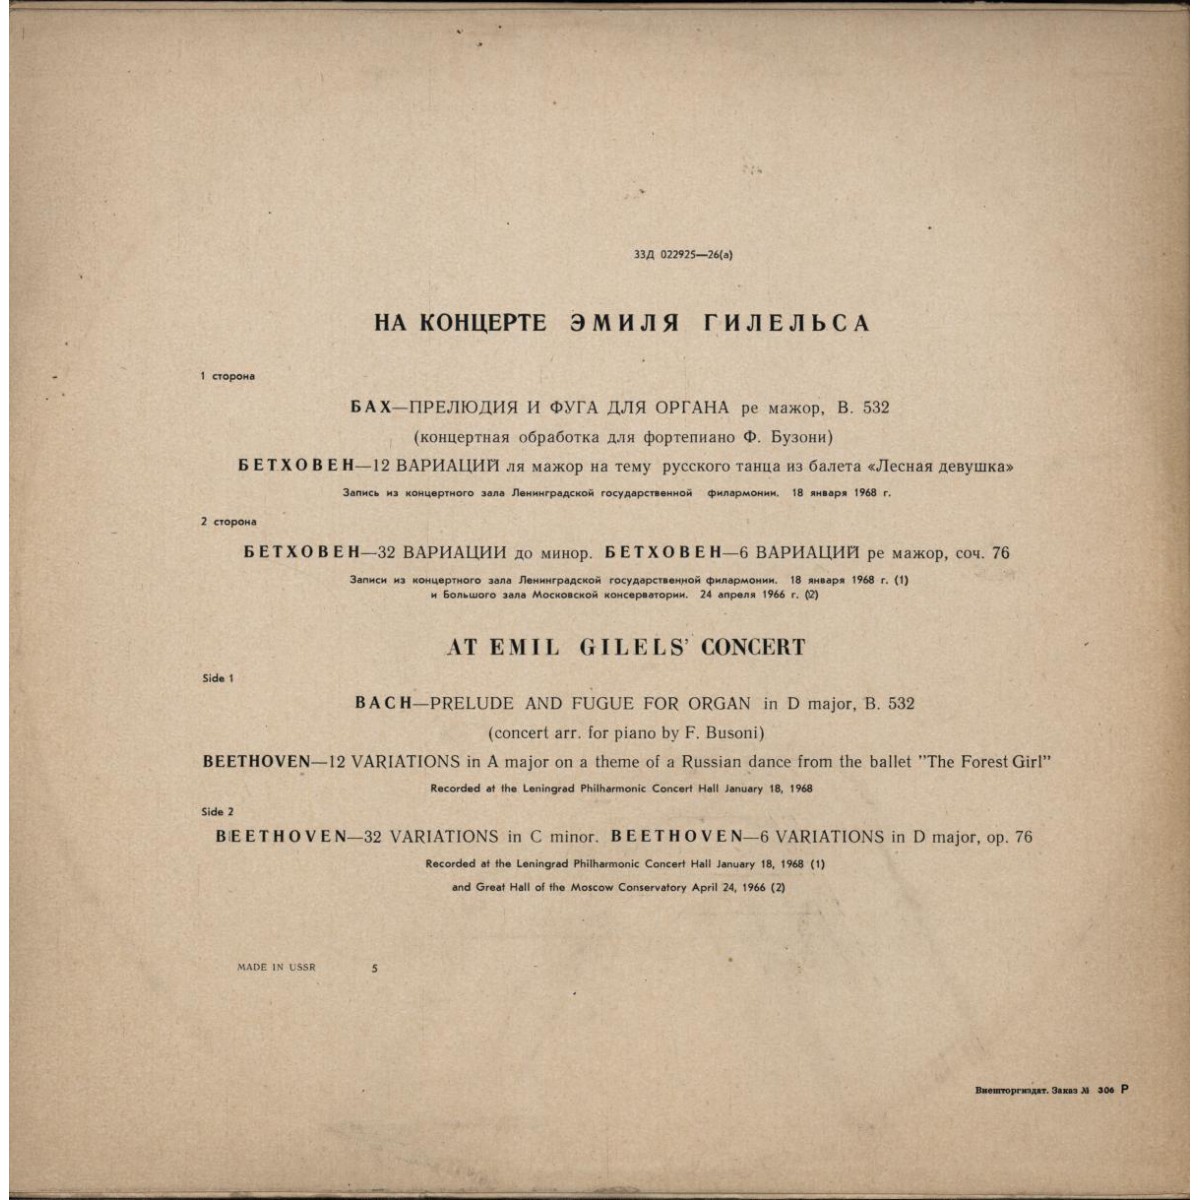 33Д 022925—26(а)
НА КОНЦЕРТЕ ЭМИЛЯ ГИЛЕЛЬСА
1 сторона
БАХ—ПРЕЛЮДИЯ И ФУГА ДЛЯ ОРГАНА ре мажор, В. 532
(концертная обработка для фортепиано Ф. Бузони)
БЕТХОВЕН—12 ВАРИАЦИЙ ля мажор на тему русского танца из балета «Лесная девушка»
Запись из концертного зала Ленинградской государственной филармонии. 18 января 1968 г.
2 сторона
БЕТХОВЕН—32 ВАРИАЦИИ до минор. БЕТХОВЕН—6 ВАРИАЦИЙ ре мажор, соч. 76
Записи из концертного зала Ленинградской государственной филармонии. 18 января 1968 г. (1)
и Большого зала Московской консерватории. 24 апреля 1966 г. (2)
AT EMIL GILELS' CONCERT
Side 1
BACH—PRELUDE AND FUGUE FOR ORGAN in D major, B. 532
(concert arr. for piano by F. Busoni)
BEETHOVEN—12 VARIATIONS in A major on a theme of a Russian dance from the ballet "The Forest Girl"
Recorded at the Leningrad Philharmonic Concert Hall January 18, 1968
Side 2
BEETHOVEN—32 VARIATIONS in C minor. BEETHOVEN—6 VARIATIONS in D major, op. 76
Recorded at the Leningrad Philharmonic Concert Hall January 18, 1968 (1)
and Great Hall of the Moscow Conservatory April 24, 1966 (2)
MADE IN USSR 5
Внешторгиздат. Заказ № 306 Р